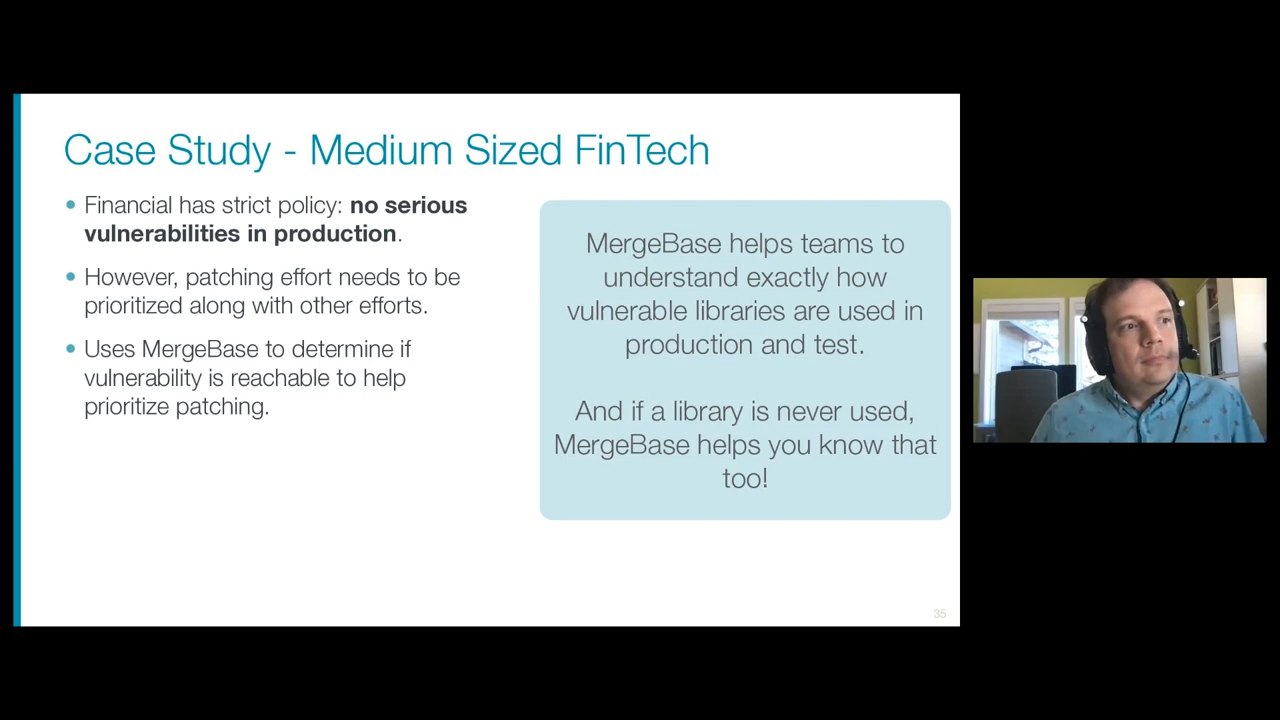 Case Study - Medium Sized FinTech
• Financial has strict policy: no serious
vulnerabilities in production.
• However, patching effort needs to be
prioritized along with other efforts.
• Uses MergeBase to determine if
vulnerability is reachable to help
prioritize patching.
MergeBase helps teams to
understand exactly how
vulnerable libraries are used in
production and test.
And if a library is never used,
MergeBase helps you know that
too!
35